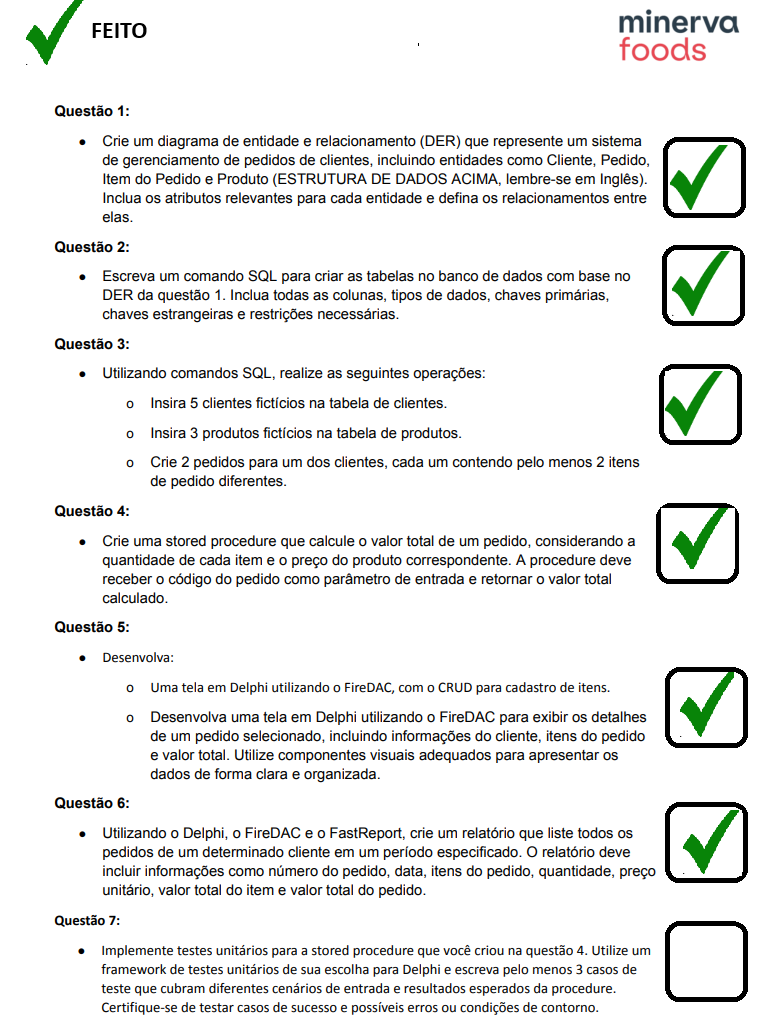 FEITO
minerva
foods
Questão 1:
● Crie um diagrama de entidade e relacionamento (DER) que represente um sistema
de gerenciamento de pedidos de clientes, incluindo entidades como Cliente, Pedido,
Item do Pedido e Produto (ESTRUTURA DE DADOS ACIMA, lembre-se em Inglês).
Inclua os atributos relevantes para cada entidade e defina os relacionamentos entre
elas.
Questão 2:
● Escreva um comando SQL para criar as tabelas no banco de dados com base no
DER da questão 1. Inclua todas as colunas, tipos de dados, chaves primárias,
chaves estrangeiras e restrições necessárias.
Questão 3:
● Utilizando comandos SQL, realize as seguintes operações:
o Insira 5 clientes fictícios na tabela de clientes.
o Insira 3 produtos fictícios na tabela de produtos.
o Crie 2 pedidos para um dos clientes, cada um contendo pelo menos 2 itens
de pedido diferentes.
Questão 4:
● Crie uma stored procedure que calcule o valor total de um pedido, considerando a
quantidade de cada item e o preço do produto correspondente. A procedure deve
receber o código do pedido como parâmetro de entrada e retornar o valor total
calculado.
Questão 5:
● Desenvolva:
o Uma tela em Delphi utilizando o FireDAC, com o CRUD para cadastro de itens.
o Desenvolva uma tela em Delphi utilizando o FireDAC para exibir os detalhes
de um pedido selecionado, incluindo informações do cliente, itens do pedido
e valor total. Utilize componentes visuais adequados para apresentar os
dados de forma clara e organizada.
Questão 6:
● Utilizando o Delphi, o FireDAC e o FastReport, crie um relatório que liste todos os
pedidos de um determinado cliente em um período especificado. O relatório deve
incluir informações como número do pedido, data, itens do pedido, quantidade, preço
unitário, valor total do item e valor total do pedido.
Questão 7:
● Implemente testes unitários para a stored procedure que você criou na questão 4. Utilize um
framework de testes unitários de sua escolha para Delphi e escreva pelo menos 3 casos de
teste que cubram diferentes cenários de entrada e resultados esperados da procedure.
Certifique-se de testar casos de sucesso e possíveis erros ou condições de contorno.